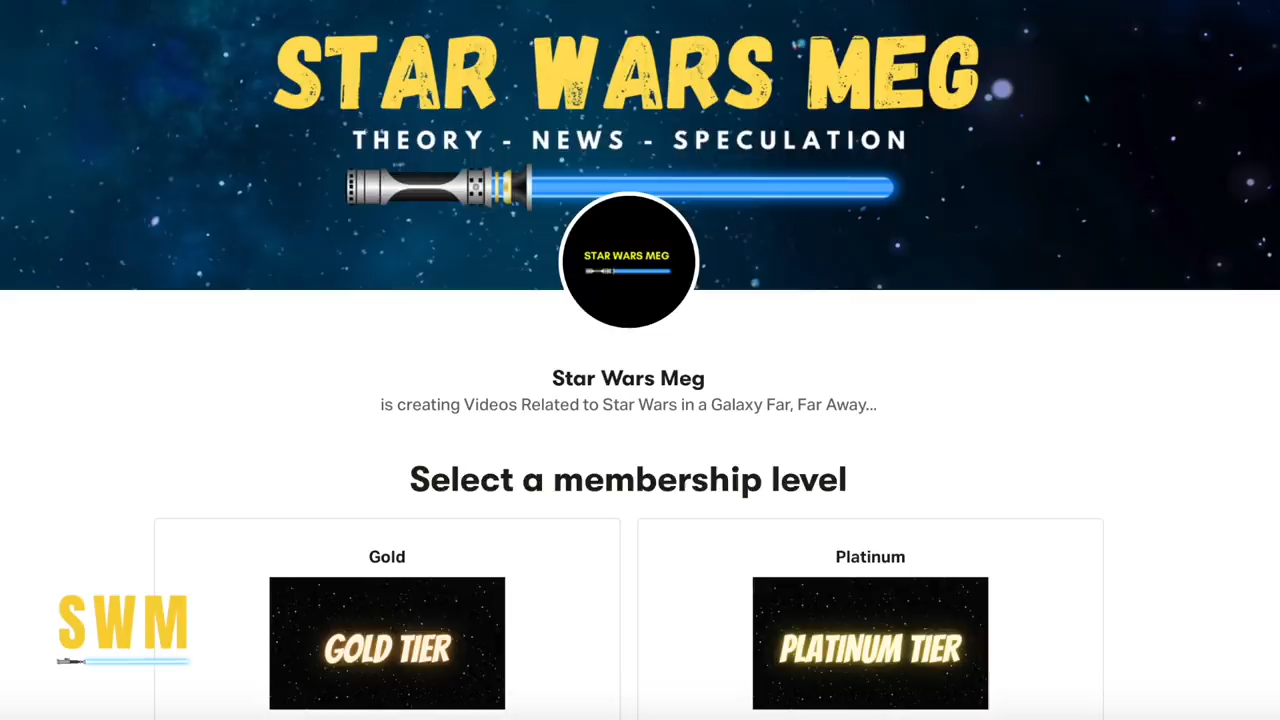 STAR WARS MEG
THEORY - NEWS - SPECULATION
STAR WARS MEG
Star Wars Meg
is creating Videos Related to Star Wars in a Galaxy Far, Far Away...
Select a membership level
Gold
Platinum
GOLD TIER
PLATINUM TIER
SWM